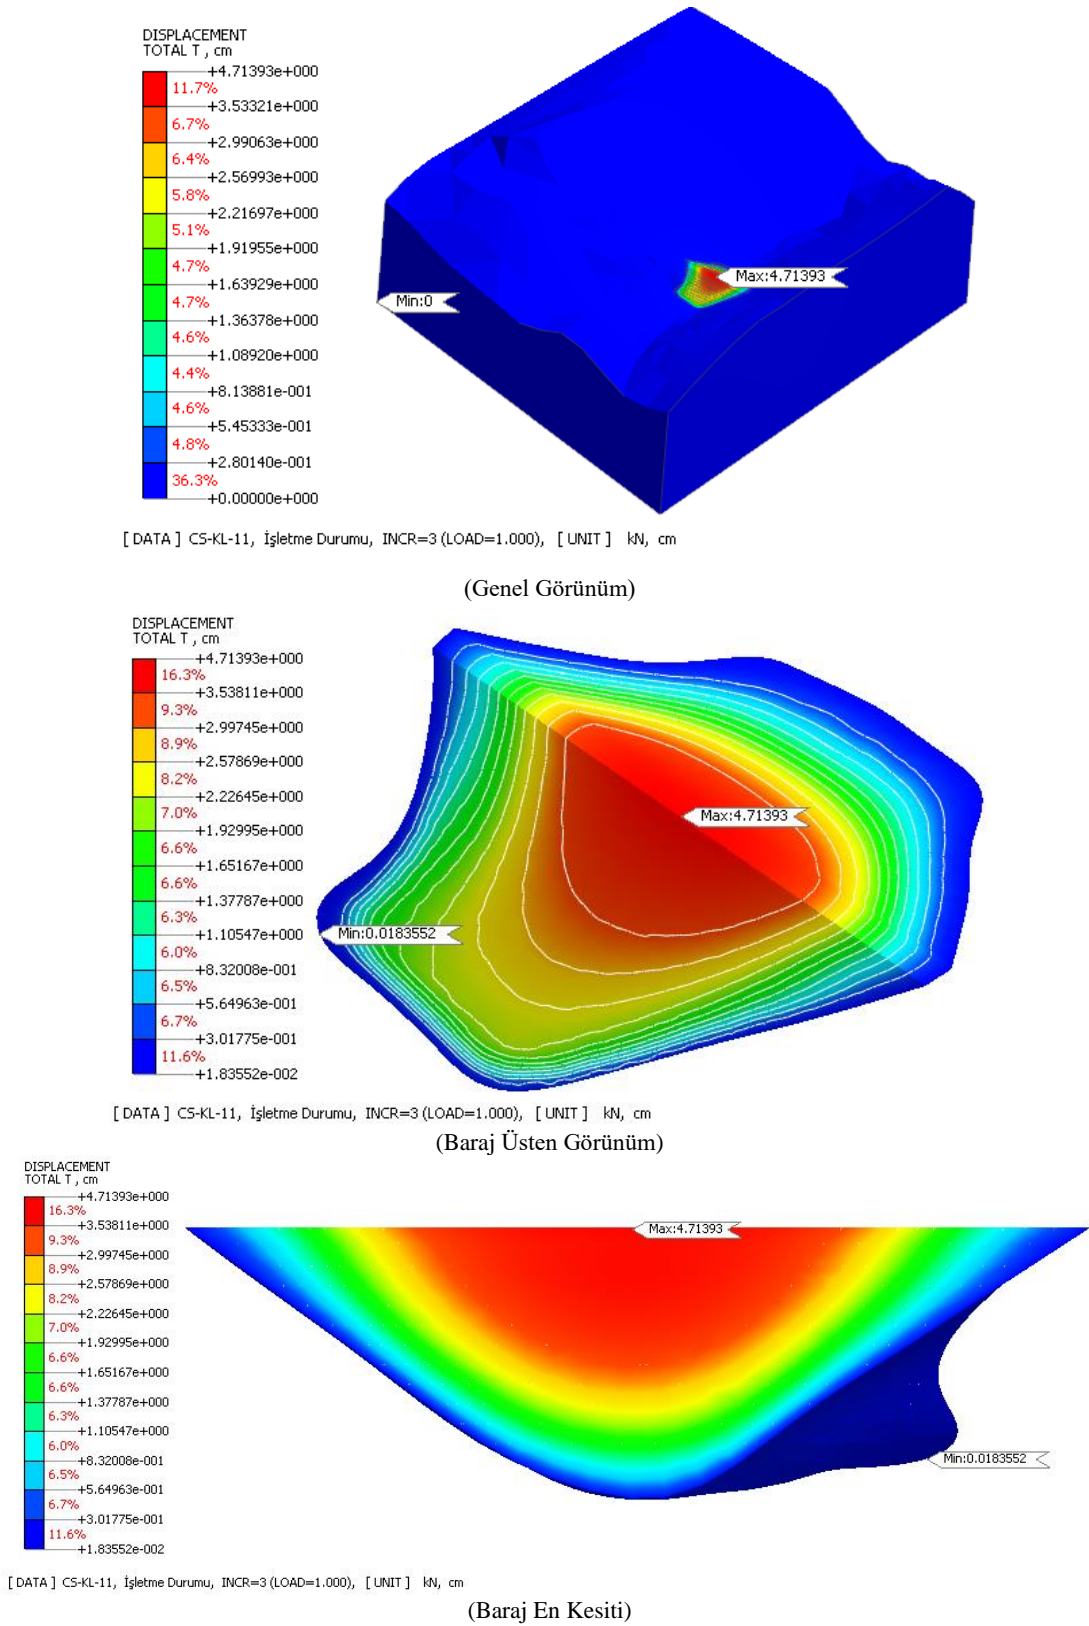 DISPLACEMENT
TOTAL T , cm
+4.71393e+000
11.7%
+3.53321e+000
6.7%
+2.99063e+000
6.4%
+2.56993e+000
5.8%
+2.21697e+000
5.1%
+1.91955e+000
4.7%
+1.63929e+000
4.7%
+1.36378e+000
4.6%
+1.08920e+000
4.4%
+8.13881e-001
4.6%
+5.45333e-001
4.8%
+2.80140e-001
36.3%
+0.00000e+000
Max:4.71393
Min:0
[ DATA ] CS-KL-11, İşletme Durumu, INCR=3 (LOAD=1.000), [ UNIT ] kN, cm
(Genel Görünüm)
DISPLACEMENT
TOTAL T , cm
+4.71393e+000
16.3%
+3.53811e+000
9.3%
+2.99745e+000
8.9%
+2.57869e+000
8.2%
+2.22645e+000
7.0%
+1.92995e+000
6.6%
+1.65167e+000
6.6%
+1.37787e+000
6.3%
+1.10547e+000
6.0%
+8.32008e-001
6.5%
+5.64963e-001
6.7%
+3.01775e-001
11.6%
+1.83552e-002
Max:4.71393
Min:0.0183552
[ DATA ] CS-KL-11, İşletme Durumu, INCR=3 (LOAD=1.000), [ UNIT ] kN, cm
(Baraj Üsten Görünüm)
DISPLACEMENT
TOTAL T , cm
+4.71393e+000
16.3%
+3.53811e+000
9.3%
+2.99745e+000
8.9%
+2.57869e+000
8.2%
+2.22645e+000
7.0%
+1.92995e+000
6.6%
+1.65167e+000
6.6%
+1.37787e+000
6.3%
+1.10547e+000
6.0%
+8.32008e-001
6.5%
+5.64963e-001
6.7%
+3.01775e-001
11.6%
+1.83552e-002
Max:4.71393
Min:0.0183552
[ DATA ] CS-KL-11, İşletme Durumu, INCR=3 (LOAD=1.000), [ UNIT ] kN, cm
(Baraj En Kesiti)